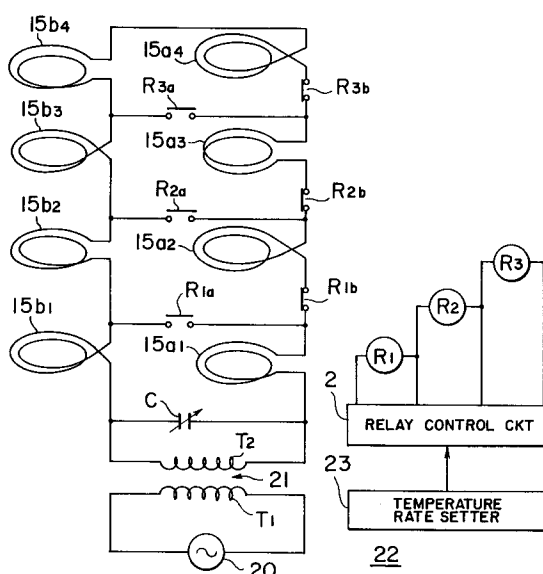 15b4
15a4
R3a
R3b
15b3
15a3
R2a
R2b
15b2
15a2
R3
R2
R1a
R1b
R1
15b1
15a1
2
C
RELAY CONTROL CKT
T2
21
23
T1
TEMPERATURE
RATE SETTER
20
22